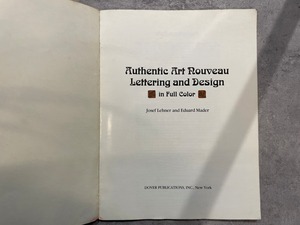 Authentic Art Nouveau
Lettering and Design
in Full Color
Josef Lehner and Eduard Mader
DOVER PUBLICATIONS, INC., New York